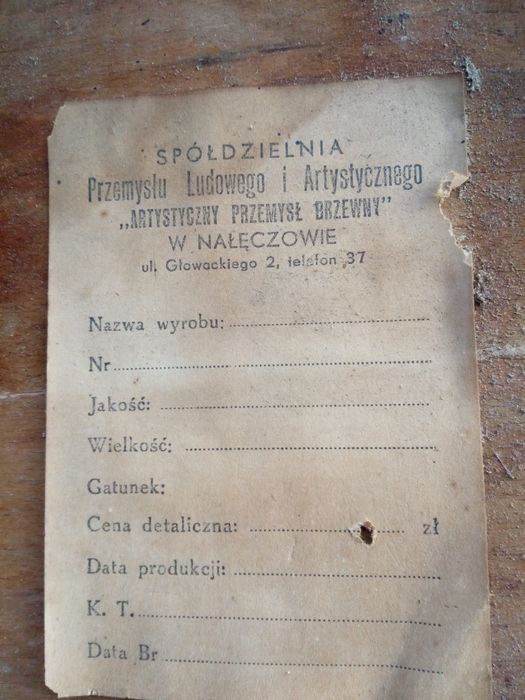 SPÓŁDZIELNIA
Przemysłu Ludowego i Artystycznego
„ARTYSTYCZNY PRZEMYSŁ DRZEWNY"
W NAŁĘCZOWIE
ul. Głowackiego 2, telefon 37
Nazwa wyrobu: ..............................
Nr ..............................
Jakość: ..............................
Wielkość: ..............................
Gatunek:
Cena detaliczna: .............................. zł
Data produkcji: ..............................
K. T. ..............................
Data Br ..............................